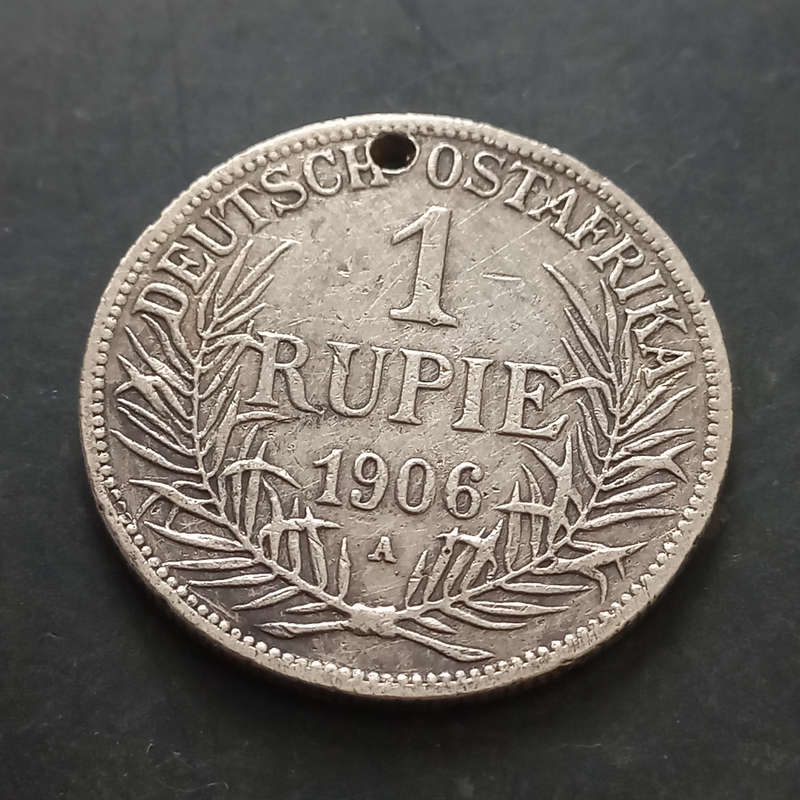 DEUTSCH OSTAFRIKA
1
RUPIE
1906
A